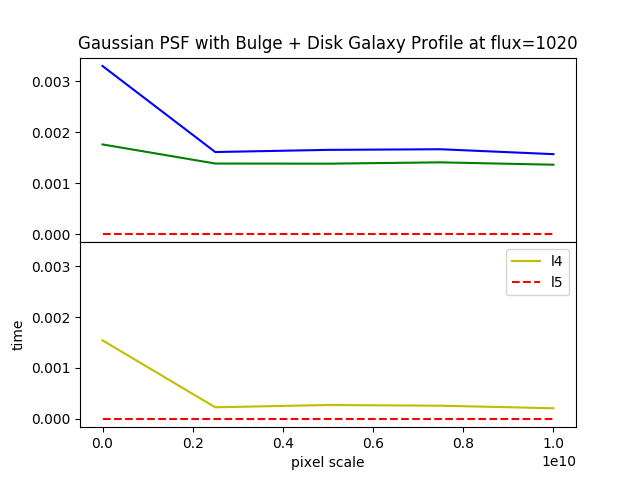 Gaussian PSF with Bulge + Disk Galaxy Profile at flux=1020
0.003
0.002
0.001
0.000
0.003
0.002
0.001
0.000
time
l4
l5
0.0 0.2 0.4 0.6 0.8 1.0
1e10
pixel scale